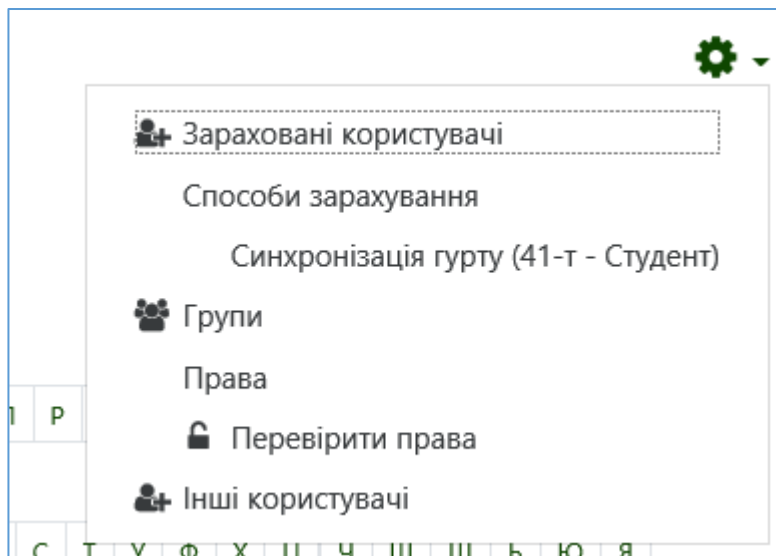 Зараховані користувачі
Способи зарахування
Синхронізація гурту (41-т - Студент)
Групи
Права
Р
Перевірити права
Інші користувачі
С Т У Ф Х Ц Ч Ш Щ Ь Ю Я